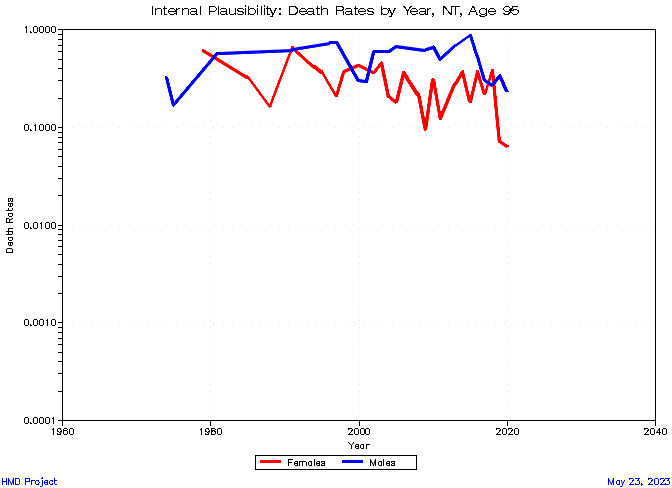 Internal Plausibility: Death Rates by Year, NT, Age 95
1.0000
0.1000
0.0100
0.0010
0.0001
Death Rates
1960 1980 2000 2020 2040
Year
Females Males
HMD Project May 23, 2023